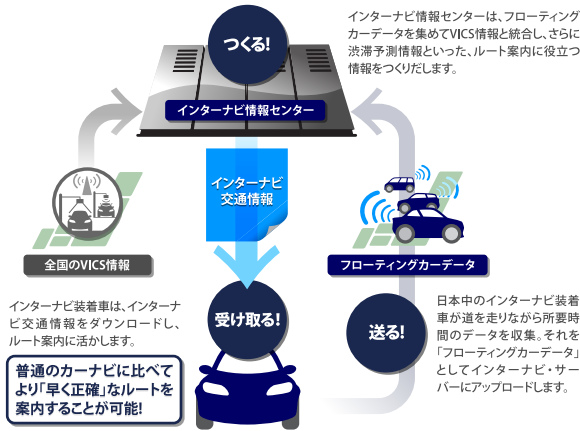 つくる!
インターナビ情報センターは、フローティング
カーデータを集めてVICS情報と統合し、さらに
渋滞予測情報といった、ルート案内に役立つ
情報をつくりだします。
インターナビ情報センター
インターナビ
交通情報
全国のVICS情報
フローティングカーデータ
インターナビ装着車は、インターナ
ビ交通情報をダウンロードし、
ルート案内に活かします。
普通のカーナビに比べて
より「早く正確」なルートを
案内することが可能!
受け取る!
送る!
日本中のインターナビ装着
車が道を走りながら所要時
間のデータを収集。それを
「フローティングカーデータ」
としてインターナビ・サー
バーにアップロードします。